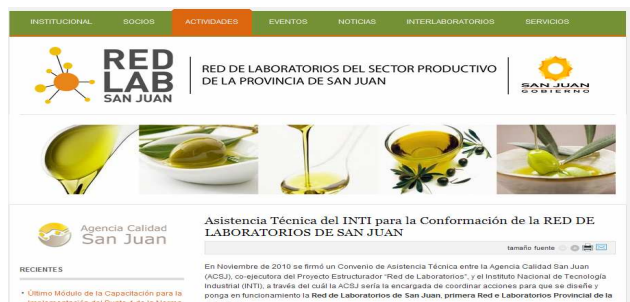 INSTITUCIONAL SOCIOS ACTIVIDADES EVENTOS NOTICIAS INTERLABORATORIOS SERVICIOS
RED
LAB
SAN JUAN
RED DE LABORATORIOS DEL SECTOR PRODUCTIVO
DE LA PROVINCIA DE SAN JUAN
SAN JUAN
GOBIERNO
Agencia Calidad
San Juan
RECIENTES
Último Módulo de la Capacitación para la
Asistencia Técnica del INTI para la Conformación de la RED DE
LABORATORIOS DE SAN JUAN
tamaño fuente
En Noviembre de 2010 se firmó un Convenio de Asistencia Técnica entre la Agencia Calidad San Juan
(ACSJ), co-ejecutora del Proyecto Estructurador "Red de Laboratorios", y el Instituto Nacional de Tecnología
Industrial (INTI), a través del cuál la ACSJ sería la encargada de coordinar acciones para que se diseñe y
ponga en funcionamiento la Red de Laboratorios de San Juan, primera Red e Laboratorios Provincial de la